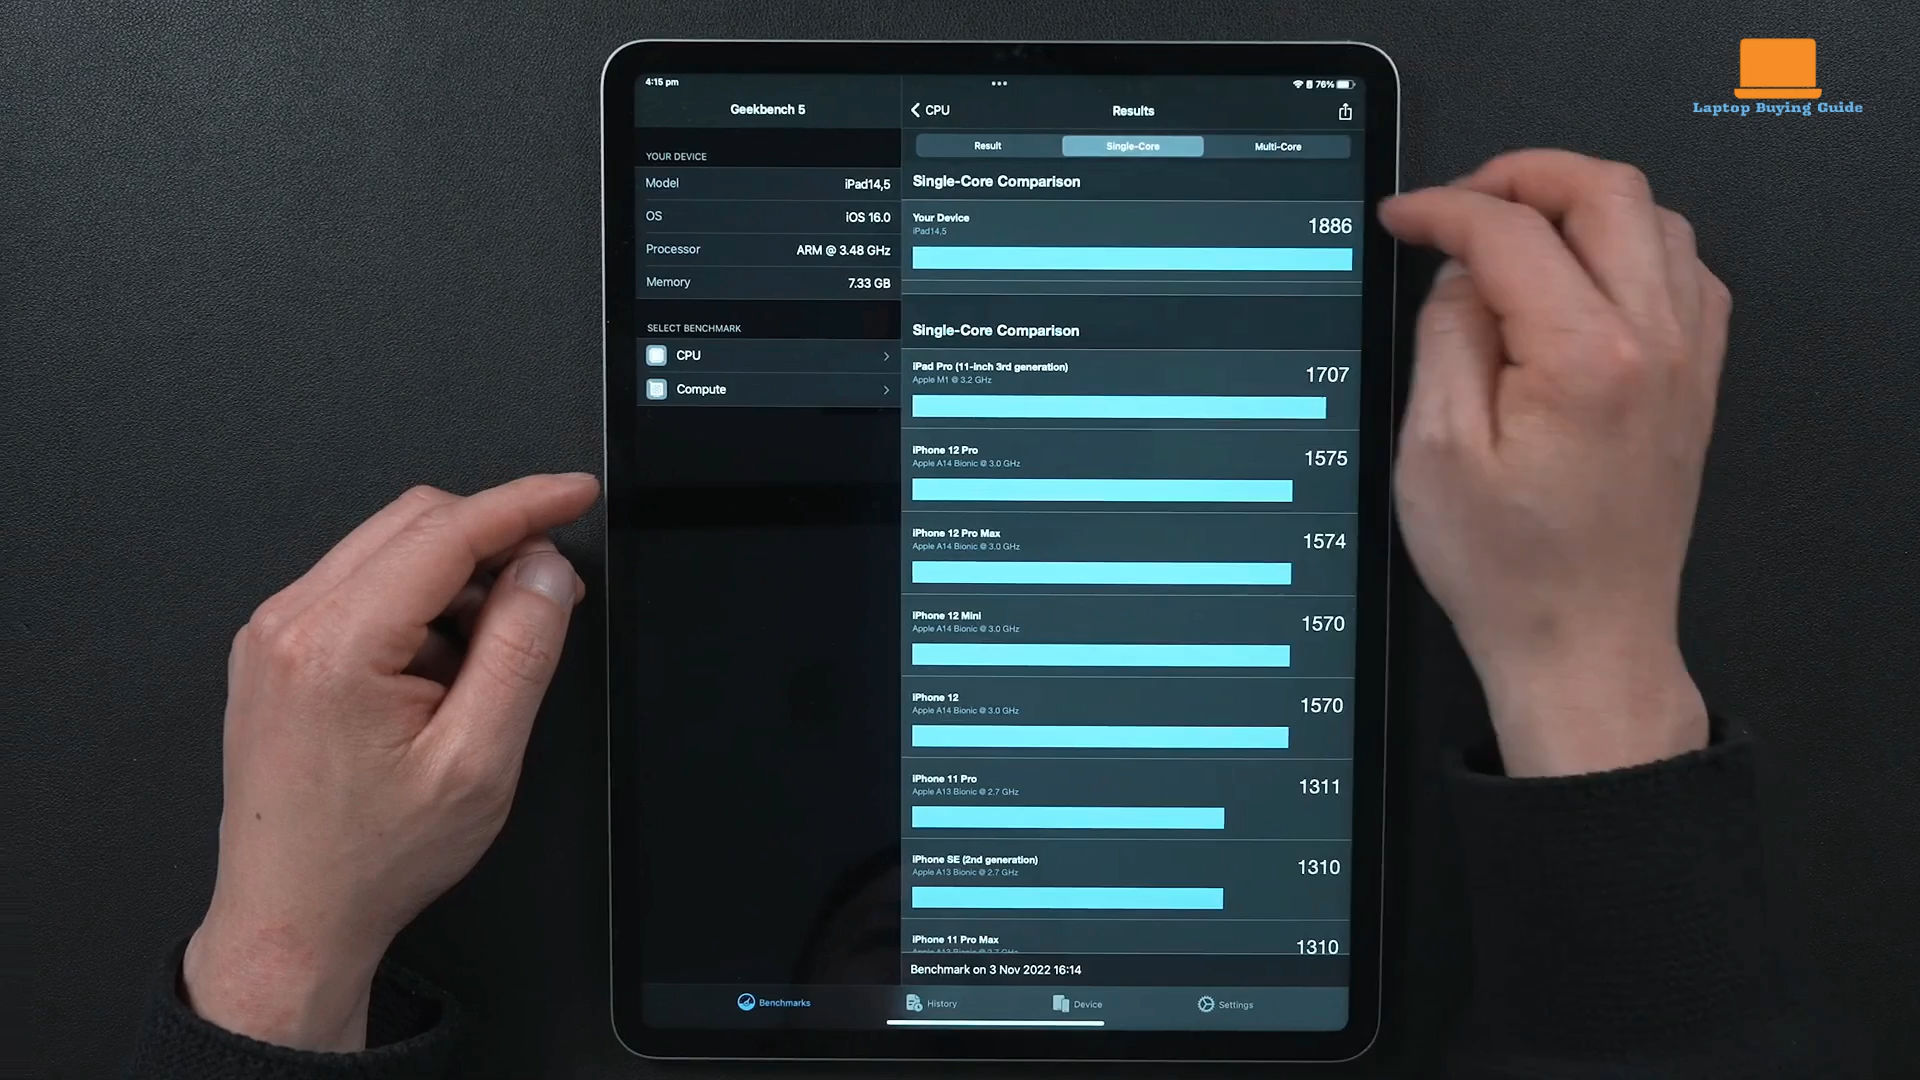 Laptop Buying Guide
4:15 pm
76%
Geekbench 5
YOUR DEVICE
Model
iPad14,5
OS
iOS 16.0
Processor
ARM @ 3.48 GHz
Memory
7.33 GB
SELECT BENCHMARK
CPU
Compute
CPU
Results
Result
Single-Core
Multi-Core
Single-Core Comparison
Your Device
1886
iPad14,5
Single-Core Comparison
iPad Pro (11-inch 3rd generation)
1707
Apple M1 @ 3.2 GHz
iPhone 12 Pro
1575
Apple A14 Bionic @ 3.0 GHz
iPhone 12 Pro Max
1574
Apple A14 Bionic @ 3.0 GHz
iPhone 12 Mini
1570
Apple A14 Bionic @ 3.0 GHz
iPhone 12
1570
Apple A14 Bionic @ 3.0 GHz
iPhone 11 Pro
1311
Apple A13 Bionic @ 2.7 GHz
iPhone SE (2nd generation)
1310
Apple A13 Bionic @ 2.7 GHz
iPhone 11 Pro Max
1310
Apple A13 Bionic @ 2.7 GHz
Benchmark on 3 Nov 2022 16:14
Benchmarks
History
Device
Settings